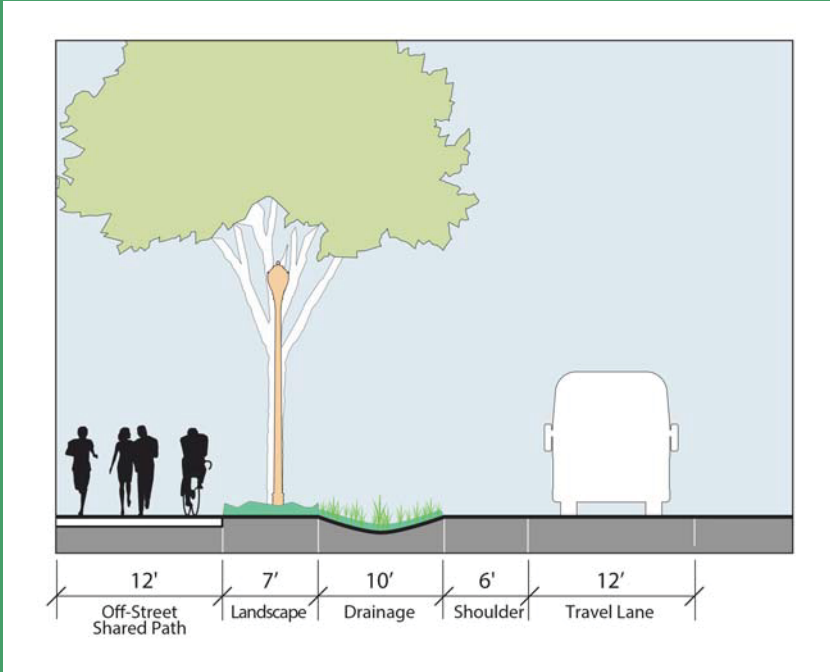 12' 7’ 10’ 6' 12’
Off-Street Landscape Drainage Shoulder Travel Lane
Shared Path